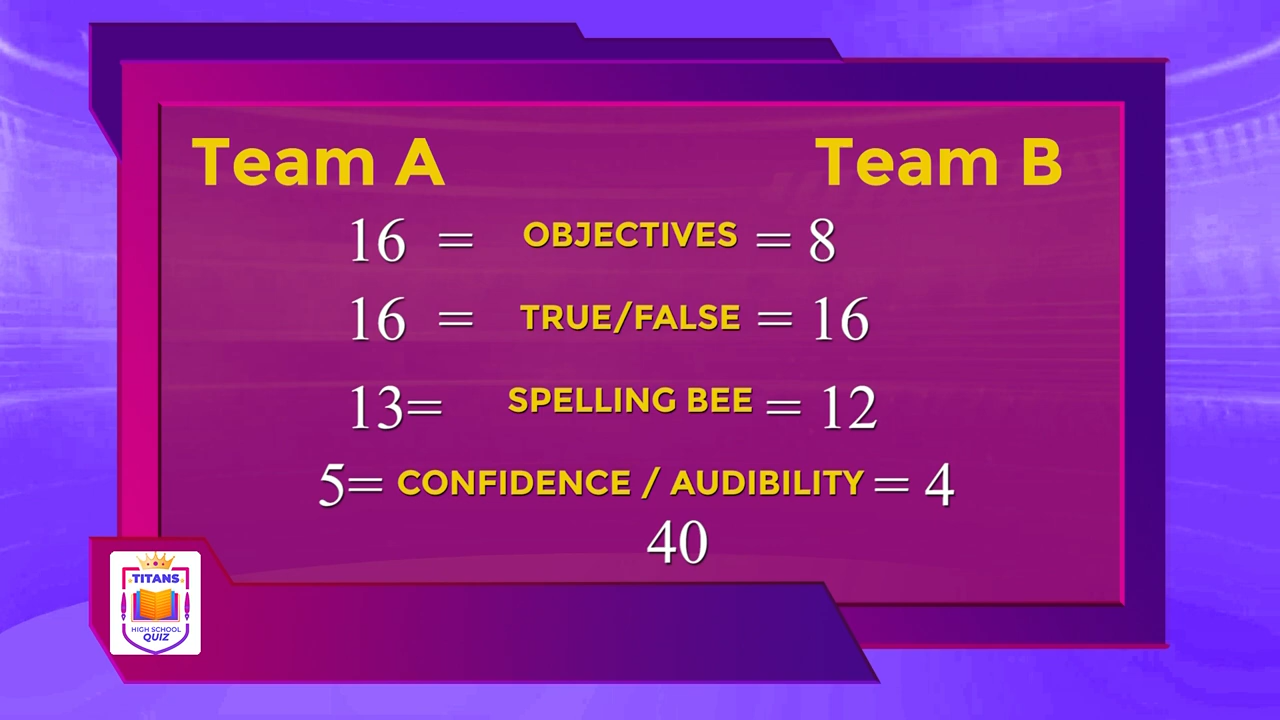 Team A Team B
16 = OBJECTIVES = 8
16 = TRUE/FALSE = 16
13= SPELLING BEE = 12
5= CONFIDENCE / AUDIBILITY = 4
40
TITANS
HIGH SCHOOL
QUIZ